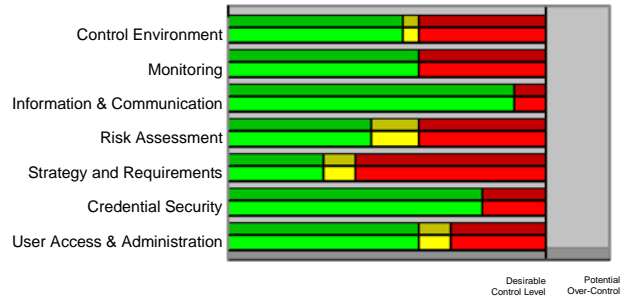 Control Environment
Monitoring
Information & Communication
Risk Assessment
Strategy and Requirements
Credential Security
User Access & Administration
Desirable
Control Level
Potential
Over-Control